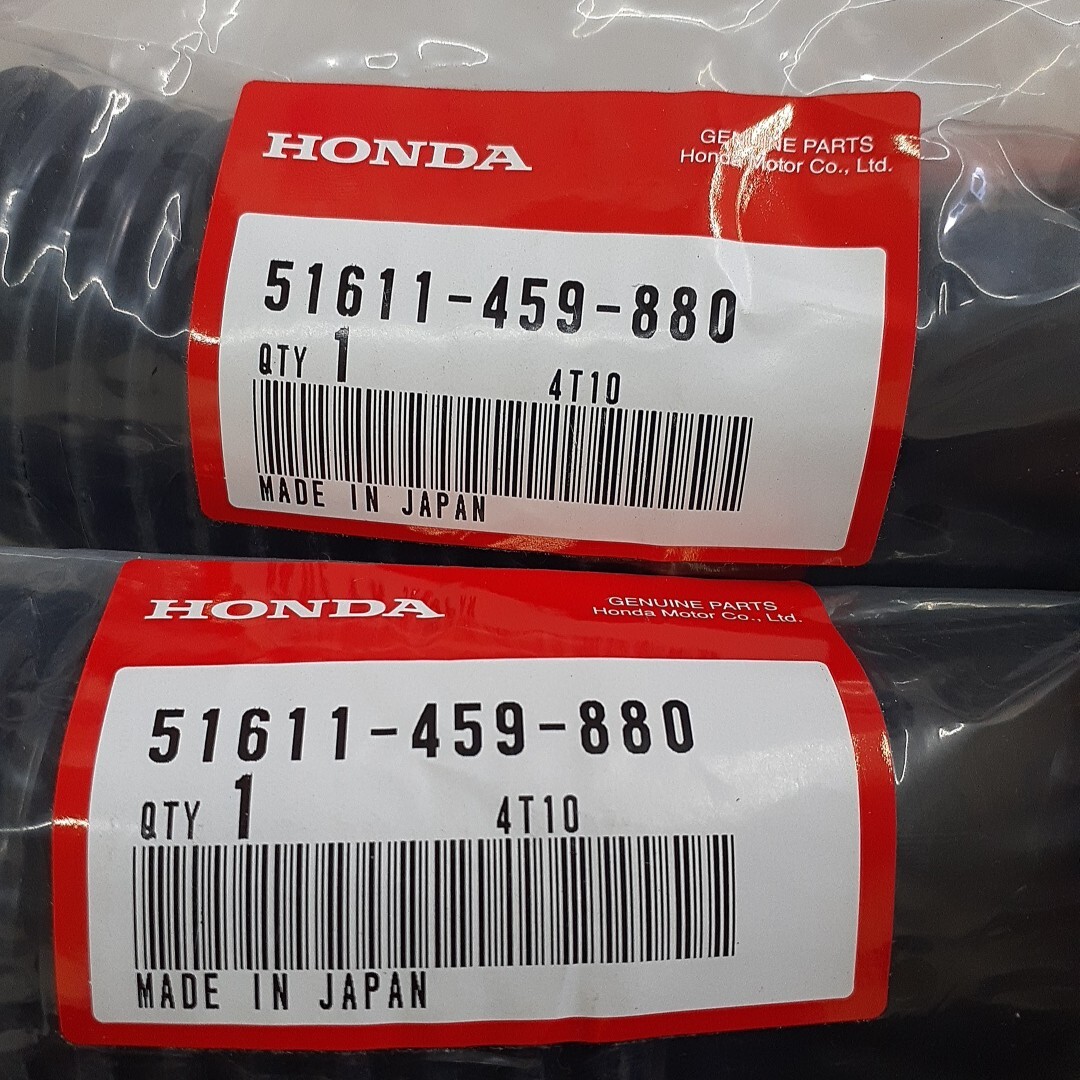 HONDA
GENUINE PARTS
Honda Motor Co., Ltd.
51611-459-880
QTY 1 4T10
MADE IN JAPAN
HONDA
GENUINE PARTS
Honda Motor Co., Ltd.
51611-459-880
QTY 1 4T10
MADE IN JAPAN